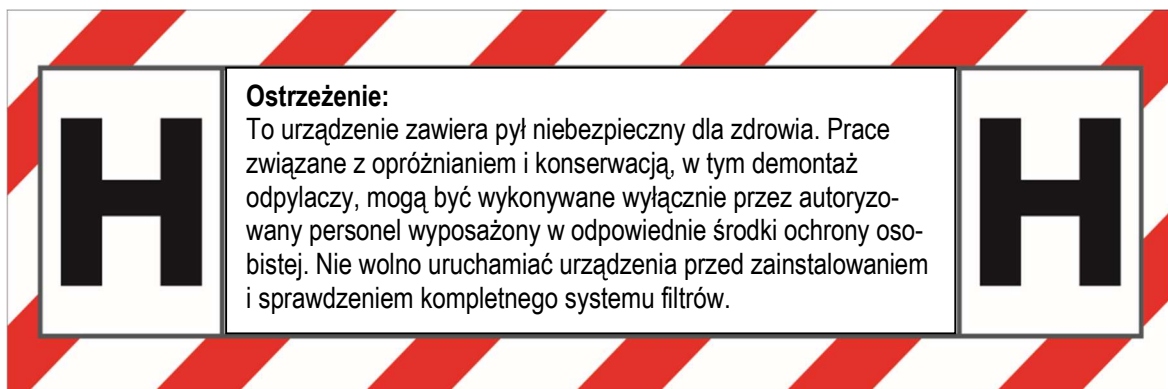 H
Ostrzeżenie:
To urządzenie zawiera pył niebezpieczny dla zdrowia. Prace
związane z opróżnianiem i konserwacją, w tym demontaż
odpylaczy, mogą być wykonywane wyłącznie przez autoryzo-
wany personel wyposażony w odpowiednie środki ochrony oso-
bistej. Nie wolno uruchamiać urządzenia przed zainstalowaniem
i sprawdzeniem kompletnego systemu filtrów.
H